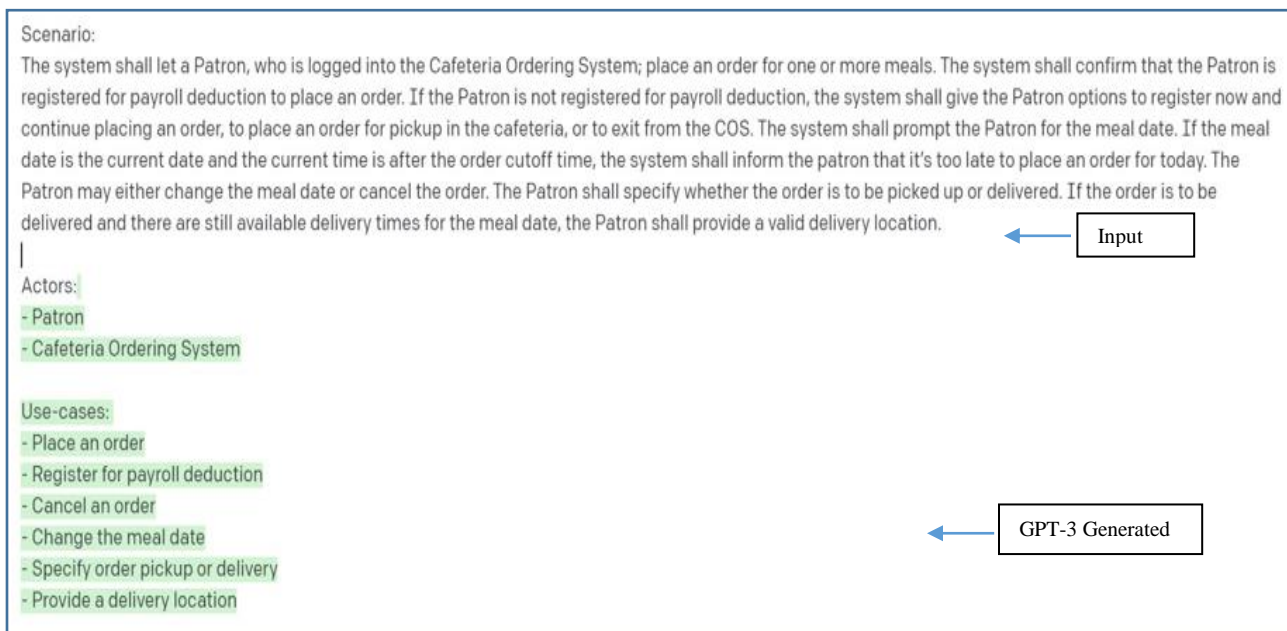 Scenario:
The system shall let a Patron, who is logged into the Cafeteria Ordering System; place an order for one or more meals. The system shall confirm that the Patron is
registered for payroll deduction to place an order. If the Patron is not registered for payroll deduction, the system shall give the Patron options to register now and
continue placing an order, to place an order for pickup in the cafeteria, or to exit from the COS. The system shall prompt the Patron for the meal date. If the meal
date is the current date and the current time is after the order cutoff time, the system shall inform the patron that it's too late to place an order for today. The
Patron may either change the meal date or cancel the order. The Patron shall specify whether the order is to be picked up or delivered. If the order is to be
delivered and there are still available delivery times for the meal date, the Patron shall provide a valid delivery location.
Input
Actors:
- Patron
- Cafeteria Ordering System
Use-cases:
- Place an order
- Register for payroll deduction
- Cancel an order
- Change the meal date
GPT-3 Generated
- Specify order pickup or delivery
- Provide a delivery location